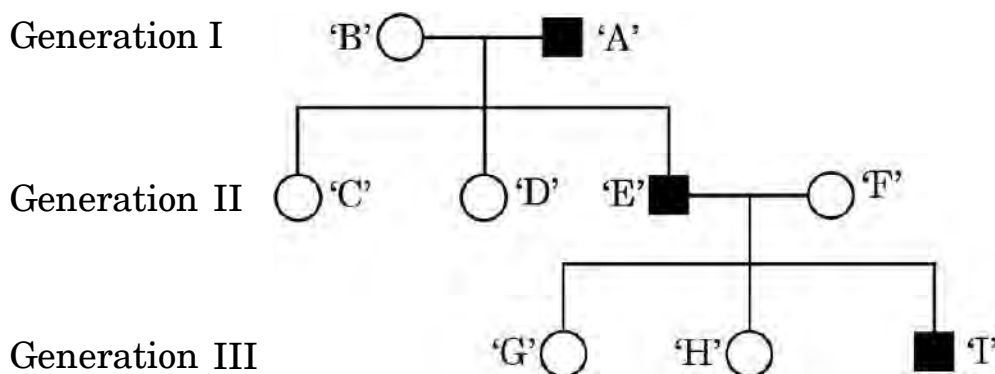 Generation I 'B' 'A'
Generation II 'C' 'D' 'E' 'F'
Generation III 'G' 'H' 'I'